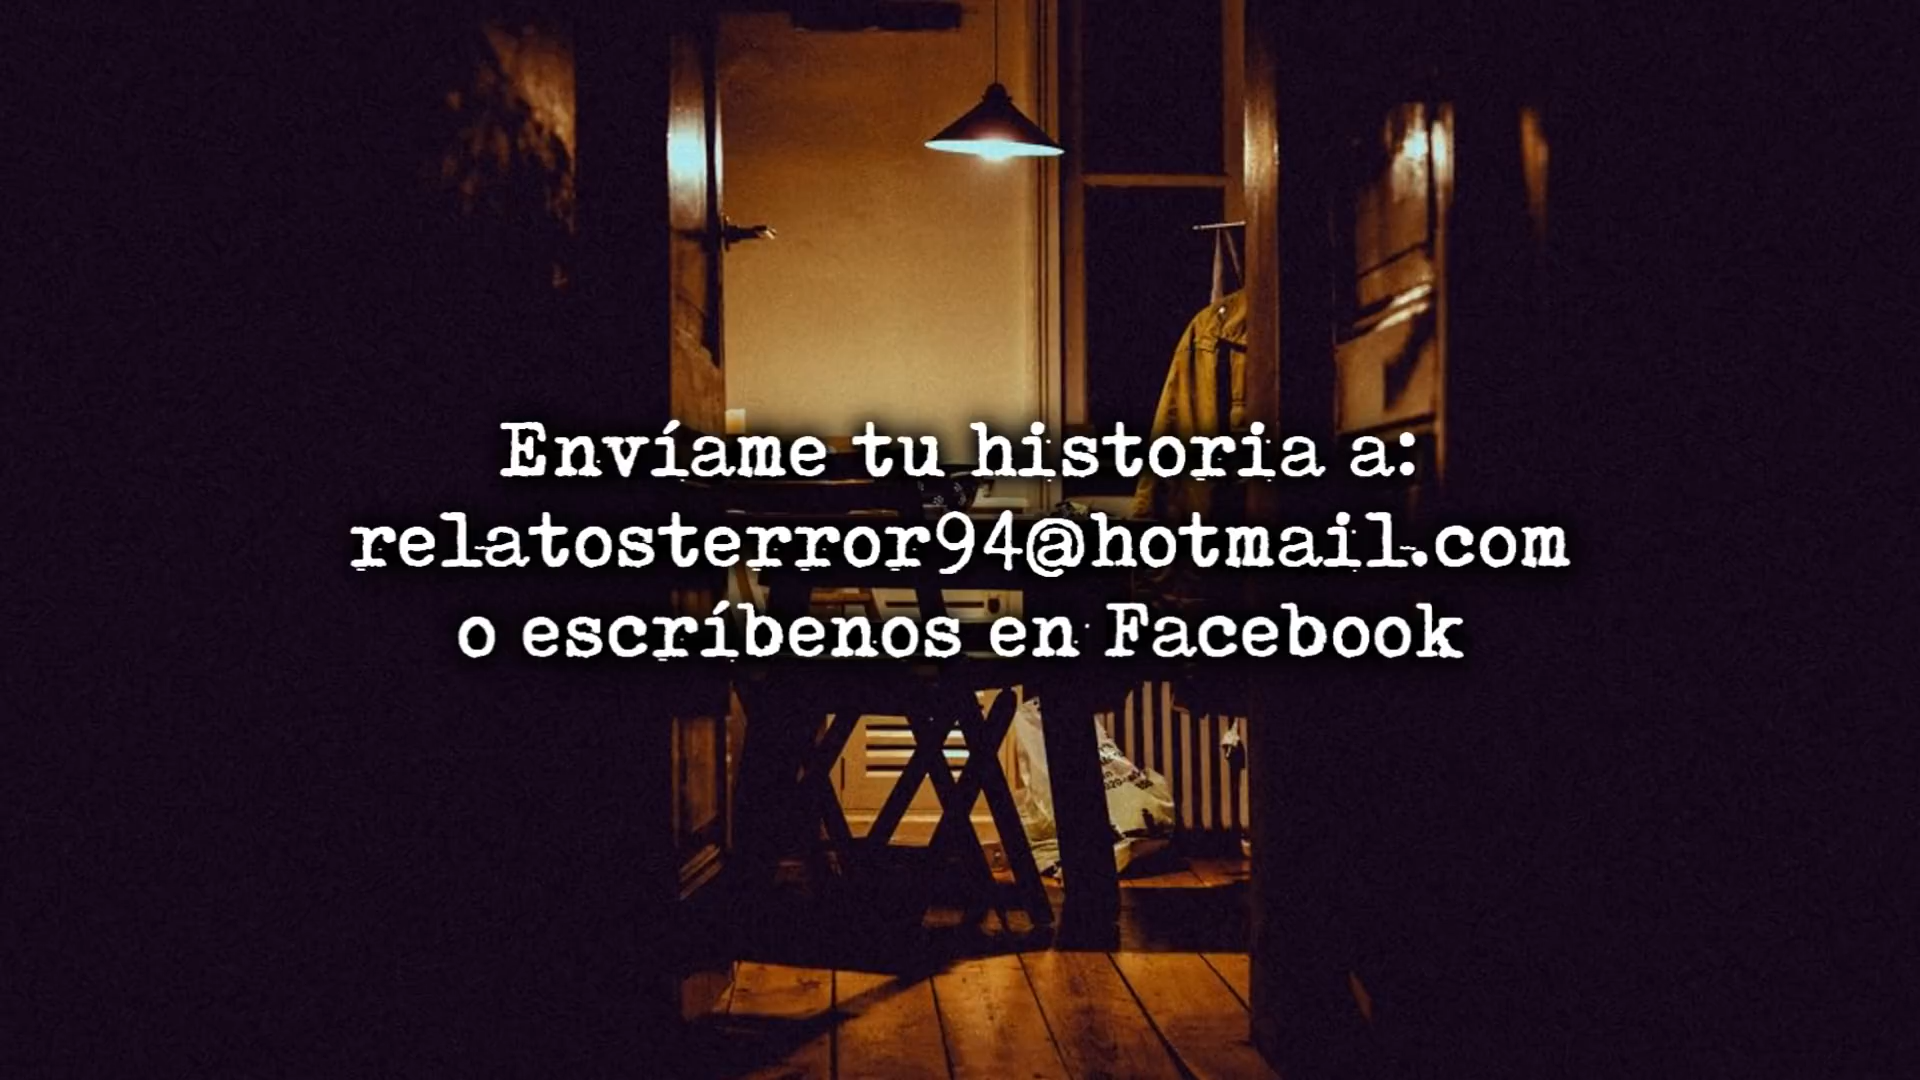 Envíame tu historia a:
relatosterror94@hotmail.com
o escríbenos en Facebook